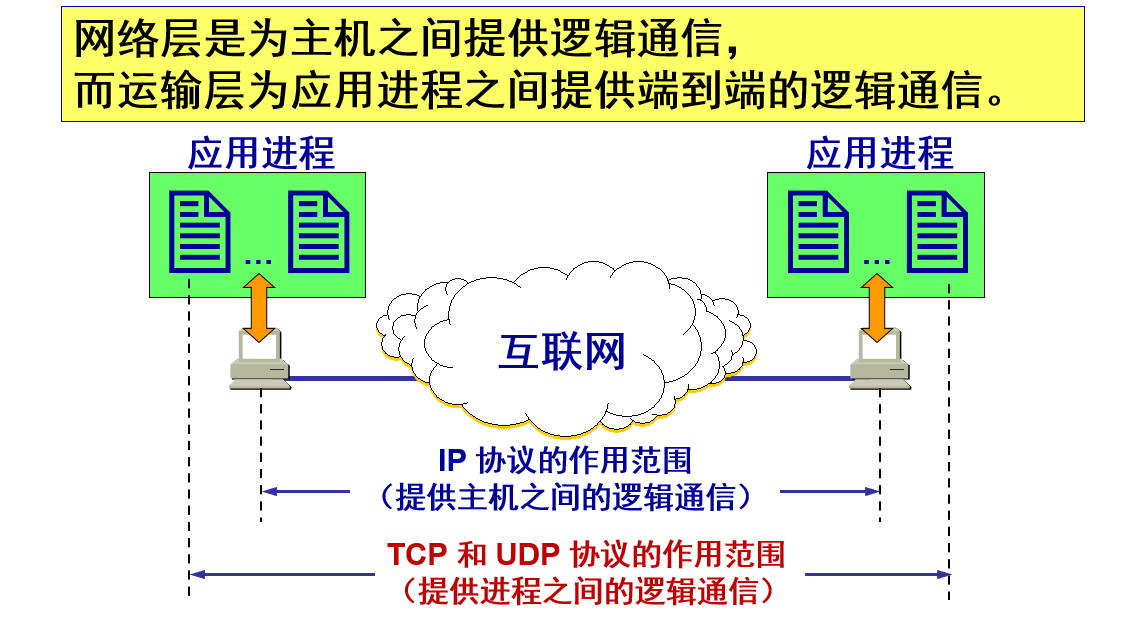 网络层是为主机之间提供逻辑通信，
而运输层为应用进程之间提供端到端的逻辑通信。
应用进程
应用进程
…
…
互联网
IP 协议的作用范围
（提供主机之间的逻辑通信）
TCP 和 UDP 协议的作用范围
（提供进程之间的逻辑通信）